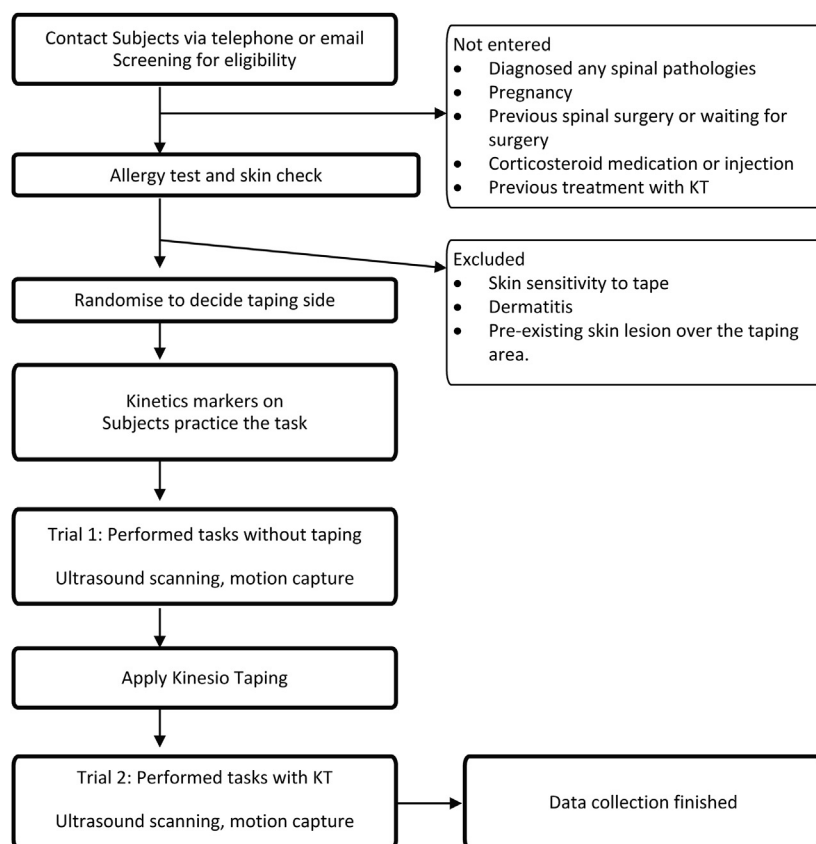 Contact Subjects via telephone or email
Screening for eligibility
Not entered
● Diagnosed any spinal pathologies
● Pregnancy
● Previous spinal surgery or waiting for
surgery
● Corticosteroid medication or injection
● Previous treatment with KT
Allergy test and skin check
Excluded
● Skin sensitivity to tape
● Dermatitis
● Pre-existing skin lesion over the taping
area.
Randomise to decide taping side
Kinetics markers on
Subjects practice the task
Trial 1: Performed tasks without taping
Ultrasound scanning, motion capture
Apply Kinesio Taping
Trial 2: Performed tasks with KT
Ultrasound scanning, motion capture
Data collection finished